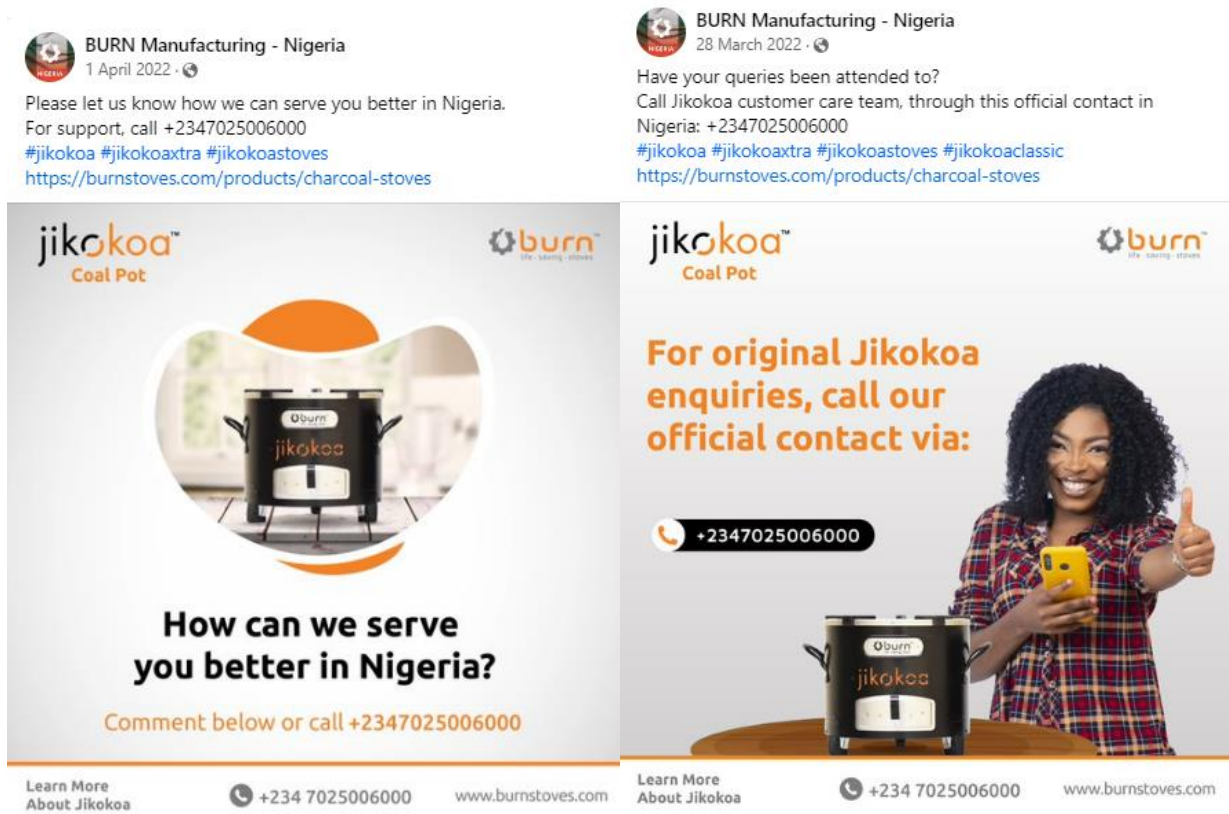 BURN Manufacturing - Nigeria
1 April 2022
Please let us know how we can serve you better in Nigeria.
For support, call +2347025006000
#jikokoa #jikokoaxtra #jikokoastoves
https://burnstoves.com/products/charcoal-stoves
jikokoa™
Coal Pot
burn™
life - saving - stoves
burn
jikokoa
How can we serve
you better in Nigeria?
Comment below or call +2347025006000
Learn More
About Jikokoa
+234 7025006000
www.burnstoves.com
BURN Manufacturing - Nigeria
28 March 2022
Have your queries been attended to?
Call Jikokoa customer care team, through this official contact in
Nigeria: +2347025006000
#jikokoa #jikokoaxtra #jikokoastoves #jikokoaclassic
https://burnstoves.com/products/charcoal-stoves
jikokoa™
Coal Pot
burn™
life - saving - stoves
For original Jikokoa
enquiries, call our
official contact via:
+2347025006000
burn
jikokoa
Learn More
About Jikokoa
+234 7025006000
www.burnstoves.com